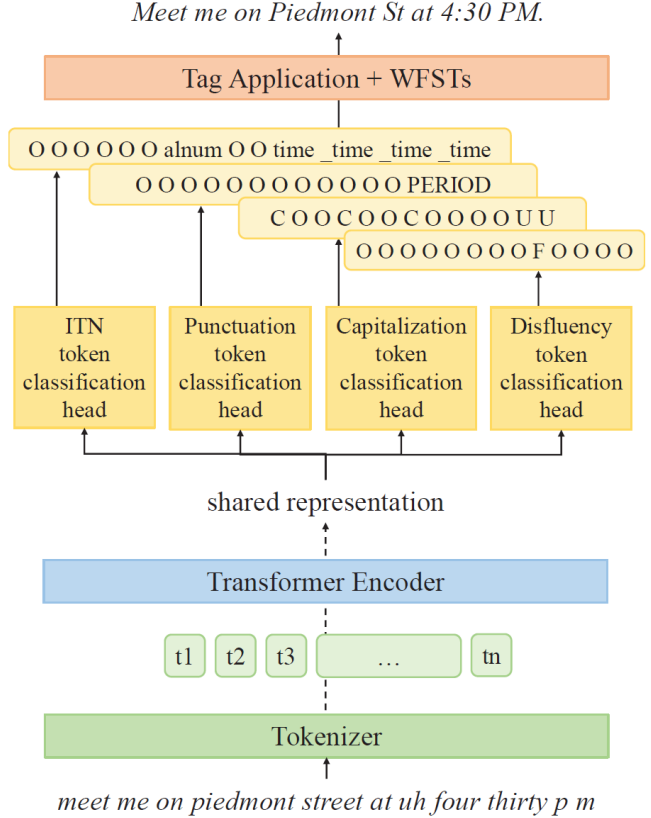 Meet me on Piedmont St at 4:30 PM.
Tag Application + WFSTs
O O O O O O alnum O O time _time _time _time
O O O O O O O O O O O O PERIOD
C O O C O O C O O O O U U
O O O O O O O O F O O O O
ITN
token
classification
head
Punctuation
token
classification
head
Capitalization
token
classification
head
Disfluency
token
classification
head
shared representation
Transformer Encoder
t1 t2 t3 ... tn
Tokenizer
meet me on piedmont street at uh four thirty p m